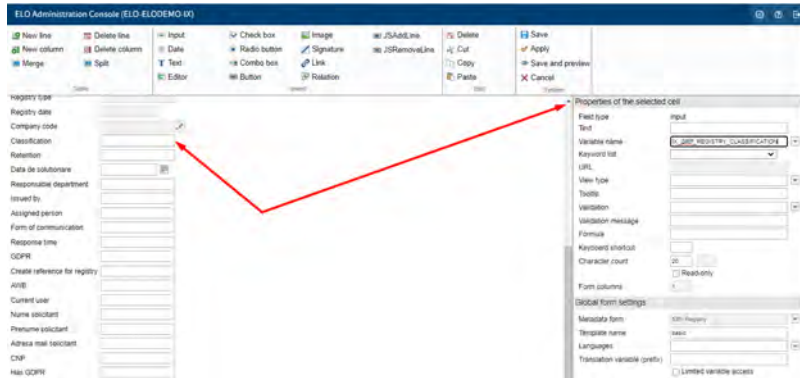 ELO Administration Console (ELO-ELODEMO-IX)
New line
Delete line
Input
Check box
Image
JSAddLine
Delete
Save
New column
Delete column
Date
Radio button
Signature
JSRemoveLine
Cut
Apply
Merge
Split
Text
Combo box
Link
Copy
Save and preview
Editor
Button
Relation
Paste
Cancel
Registry type
Registry date
Company code
Classification
Retention
Data de solutionare
Responsible department
Issued by
Assigned person
Form of communication
Response time
GDPR
Create reference for registry
AWB
Current user
Nume solicitant
Prenume solicitant
Adresa mail solicitant
CNP
Has GDPR
Properties of the selected cell
Field type
Input
Text
Variable name
Keyword list
URL
View type
Tooltip
Validation
Validation message
Formula
Keyboard shortcut
Character count
20
Read-only
Form columns
1
Global form settings
Metadata form
Template name
basic
Languages
Translation variable (prefix)
Limited variable access